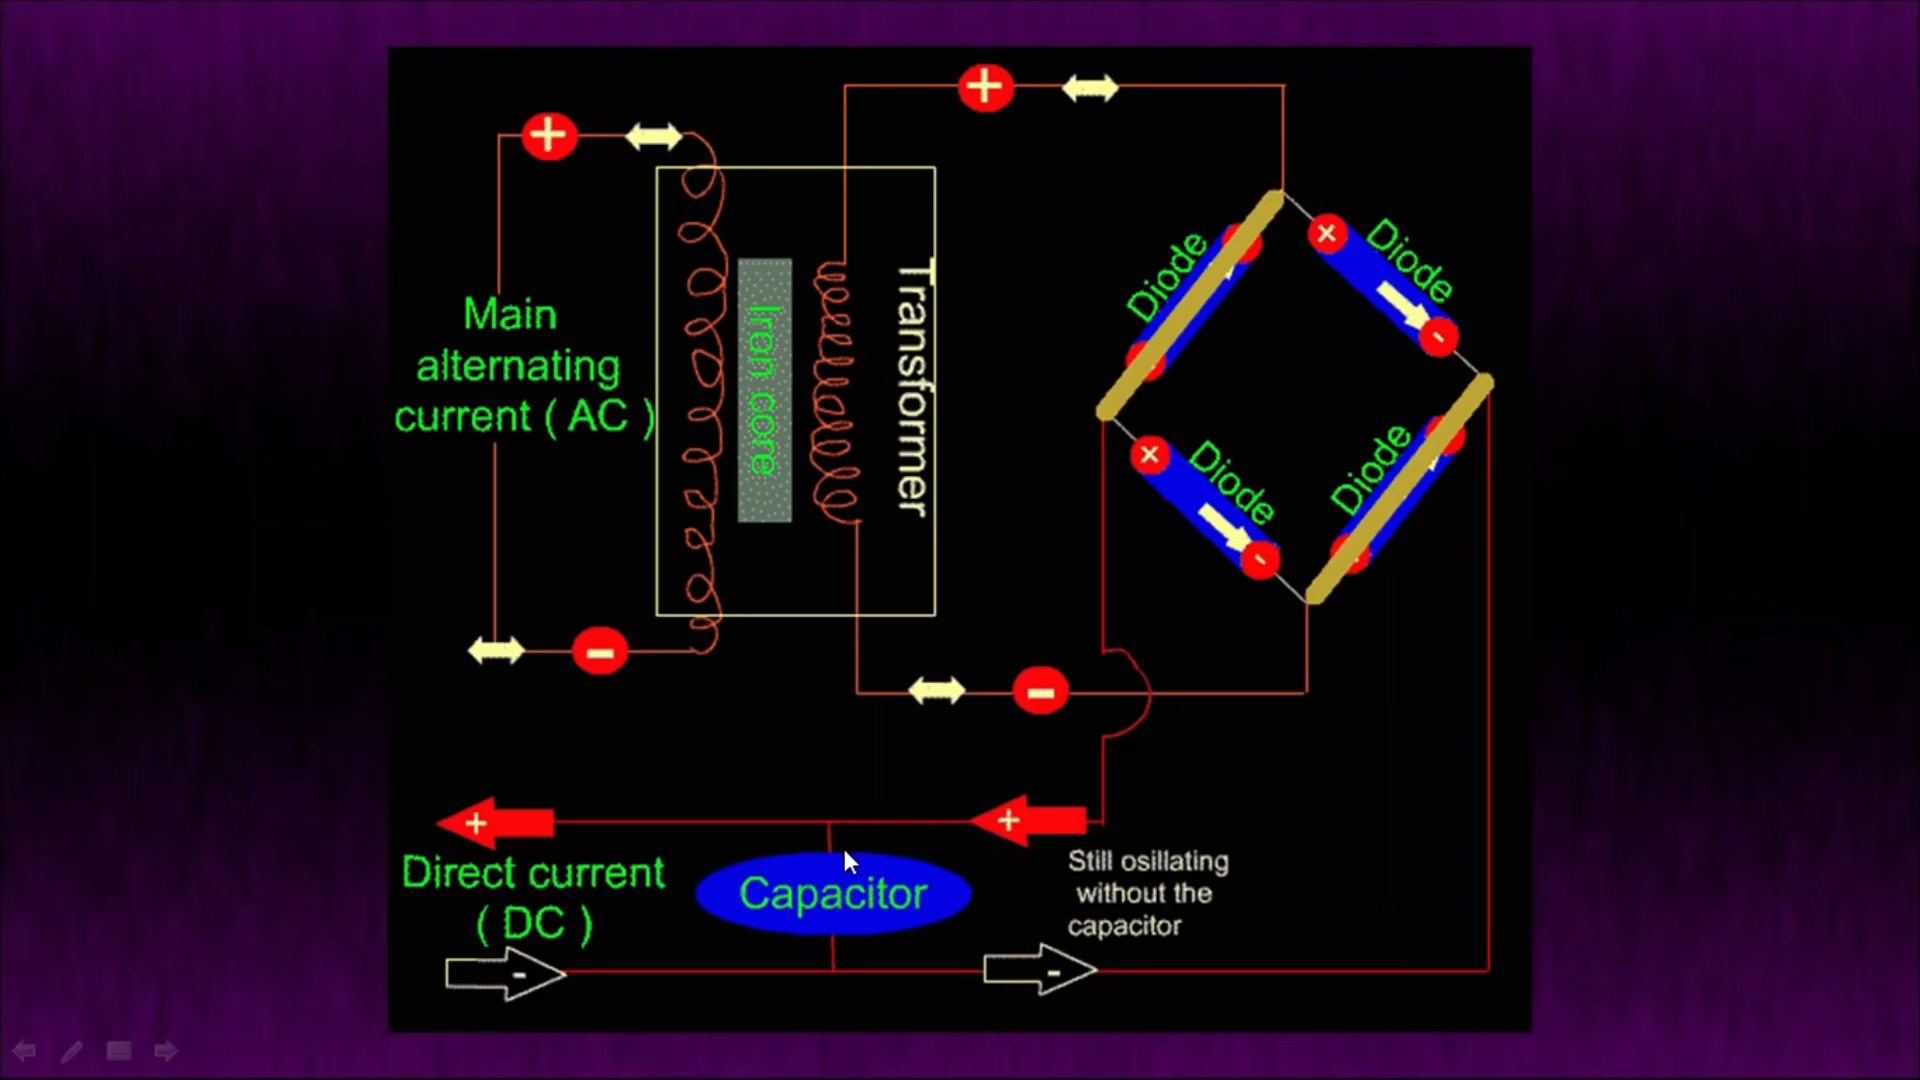 Main
alternating
current ( AC )
Iran core
Transformer
Diode
Diode
Diode
Diode
Direct current
( DC )
Capacitor
Still osillating
without the
capacitor